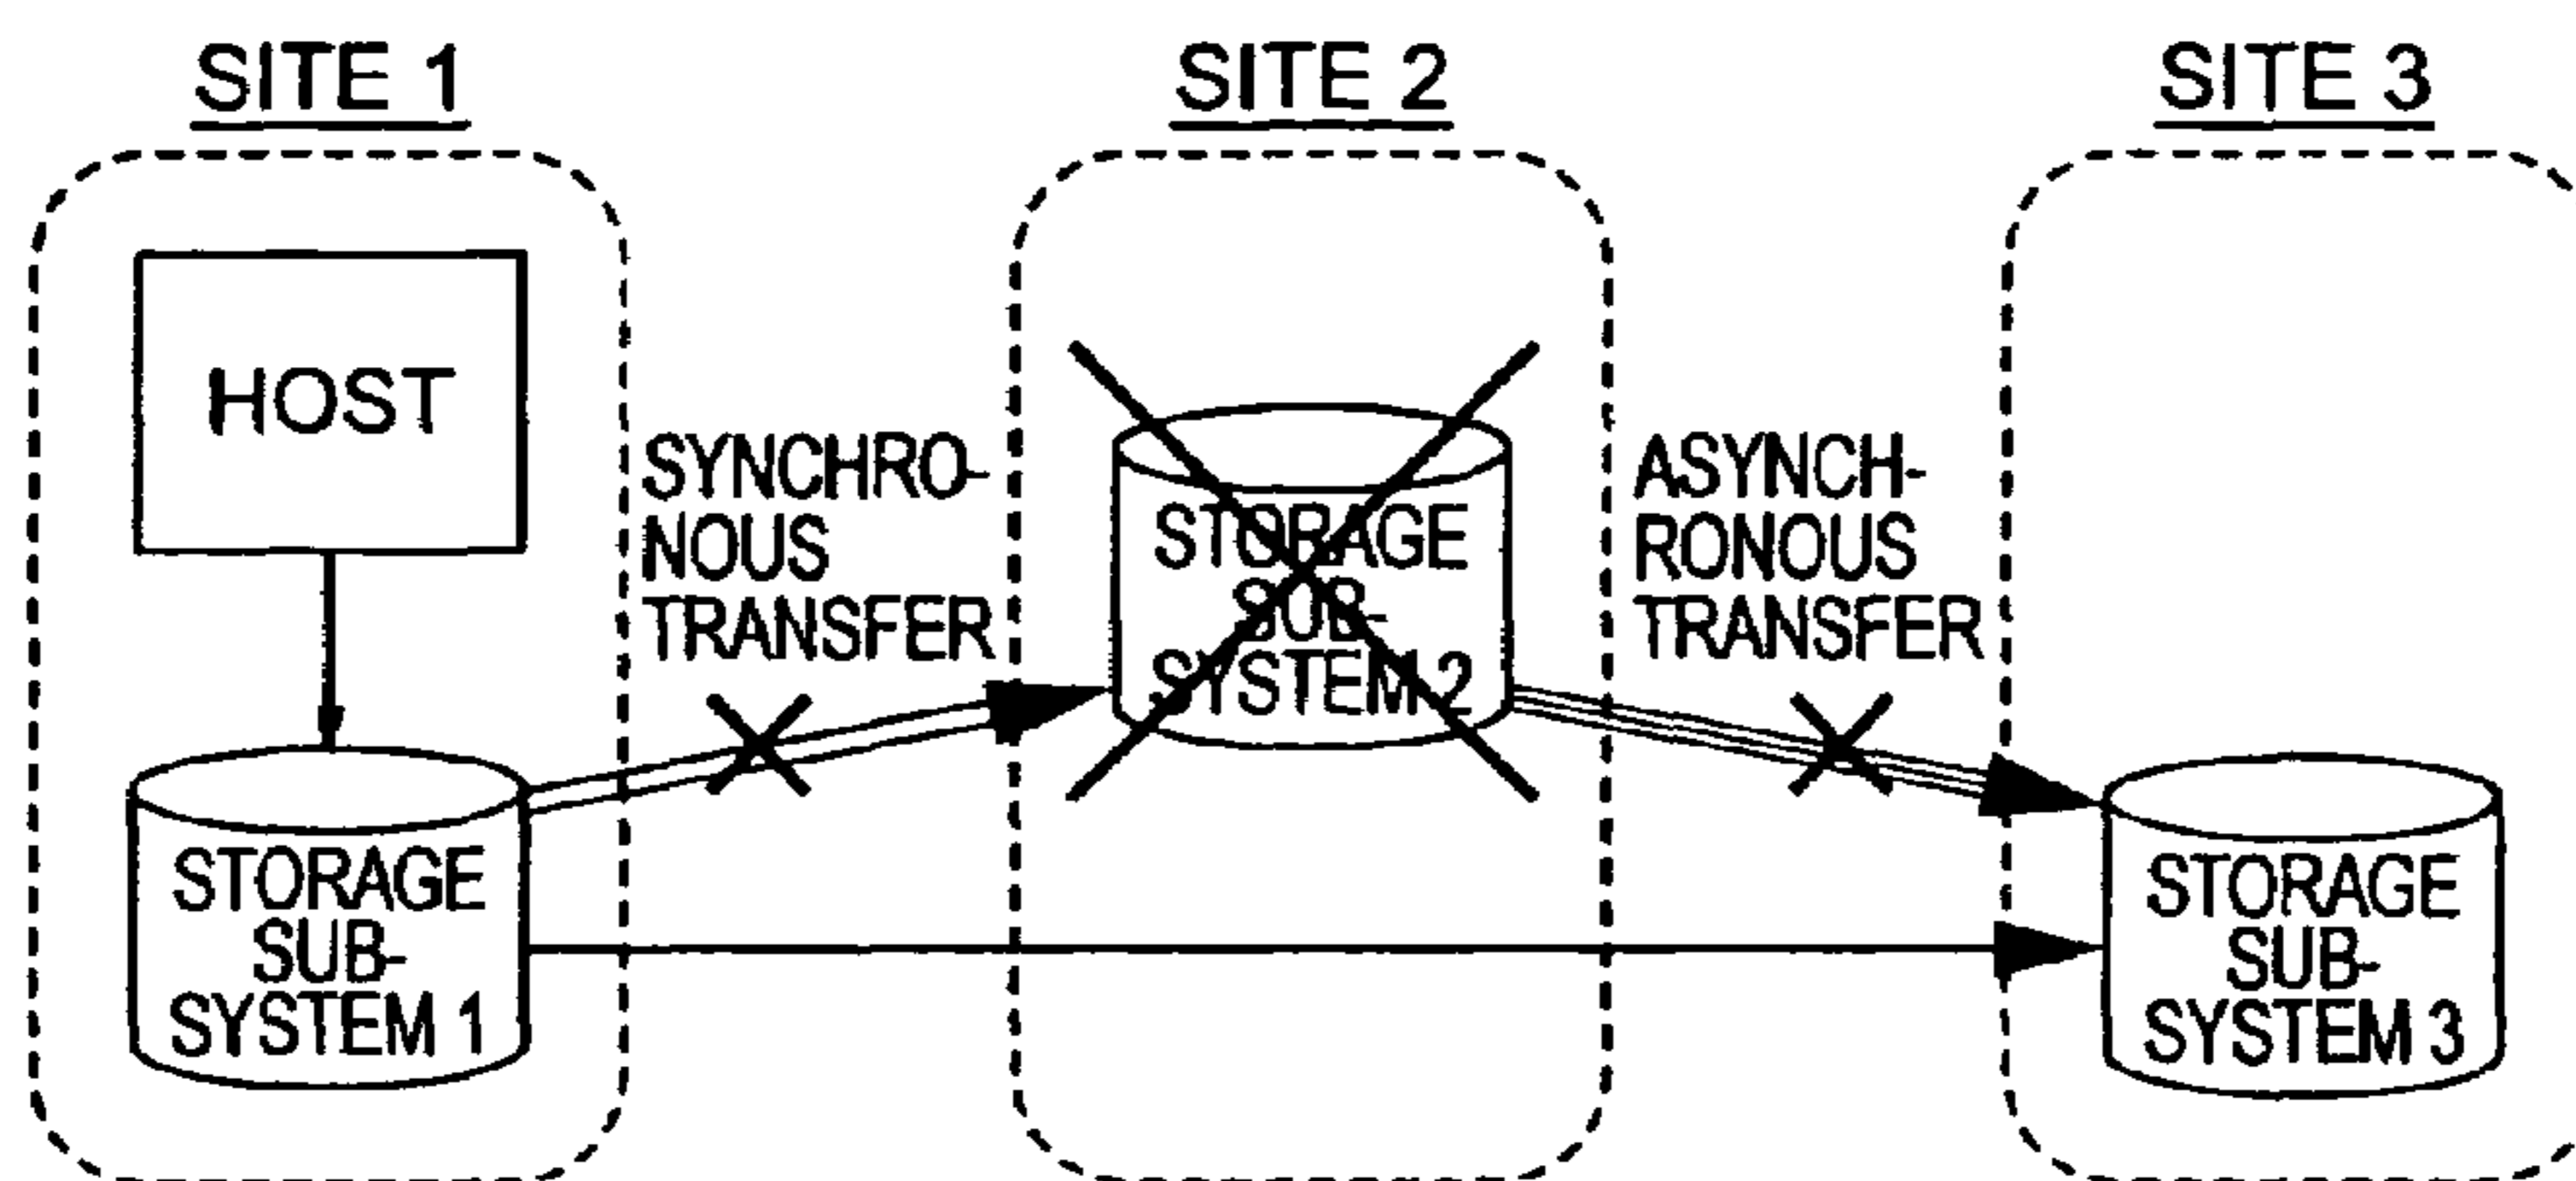 SITE 1
SITE 2
SITE 3
HOST
SYNCHRO-
NOUS
TRANSFER
STORAGE
SUB-
SYSTEM 2
ASYNCH-
RONOUS
TRANSFER
STORAGE
SUB-
SYSTEM 1
STORAGE
SUB-
SYSTEM 3